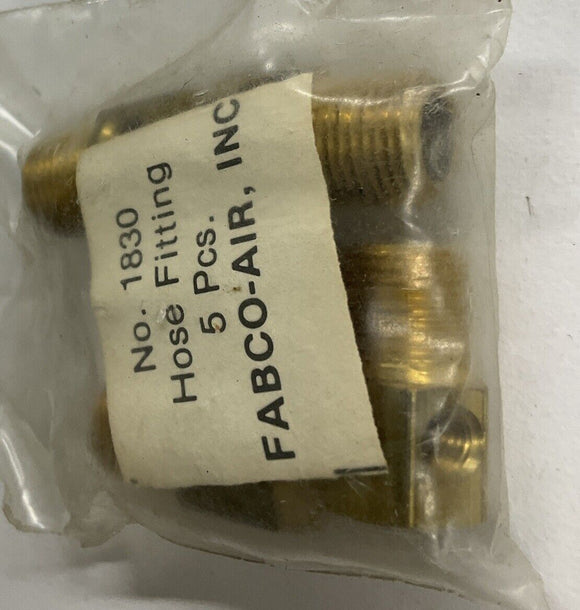 No. 1830
Hose Fitting
5 Pcs.
FABCO-AIR, INC